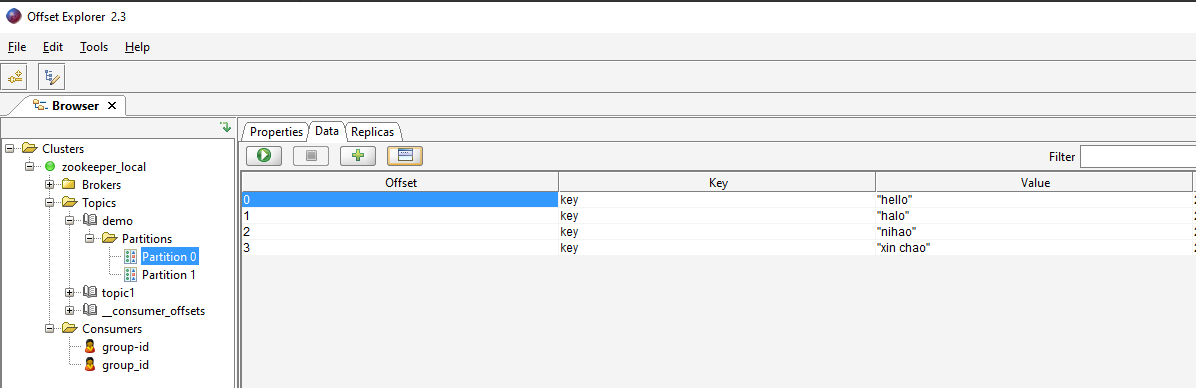 Offset Explorer 2.3
File Edit Tools Help
Browser
Clusters
zookeeper_local
Brokers
Topics
demo
Partitions
Partition 0
Partition 1
topic1
__consumer_offsets
Consumers
group-id
group_id
Properties Data Replicas
Filter
Offset Key Value
0 key "hello"
1 key "halo"
2 key "nihao"
3 key "xin chao"